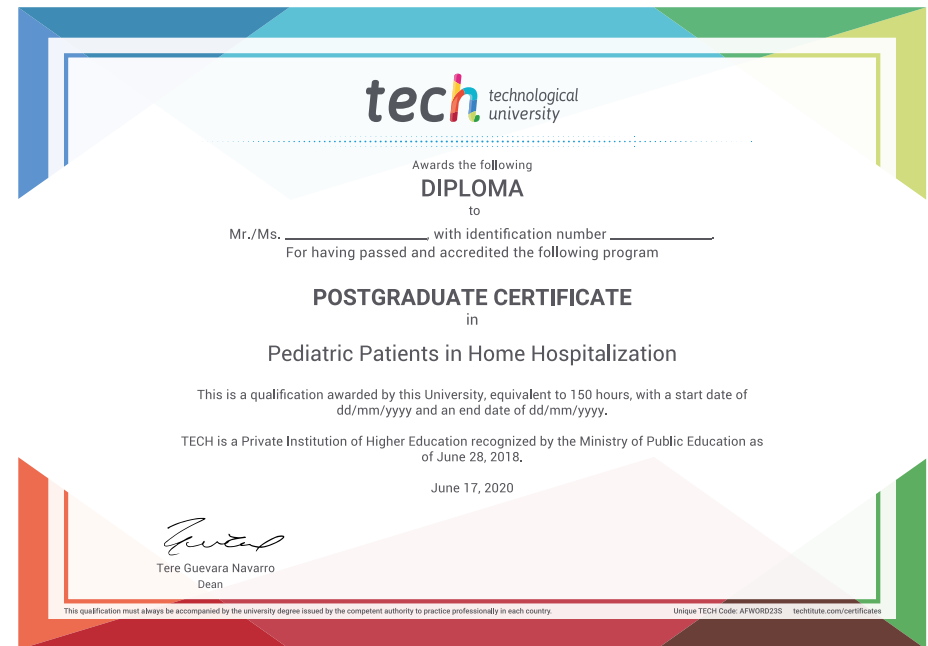 tech technological
university
Awards the following
DIPLOMA
to
Mr./Ms. ____________________, with identification number ______________.
For having passed and accredited the following program
POSTGRADUATE CERTIFICATE
in
Pediatric Patients in Home Hospitalization
This is a qualification awarded by this University, equivalent to 150 hours, with a start date of
dd/mm/yyyy and an end date of dd/mm/yyyy.
TECH is a Private Institution of Higher Education recognized by the Ministry of Public Education as
of June 28, 2018.
June 17, 2020
Tere Guevara Navarro
Dean
This qualification must always be accompanied by the university degree issued by the competent authority to practice professionally in each country.
Unique TECH Code: AFWORD23S techtitute.com/certificates